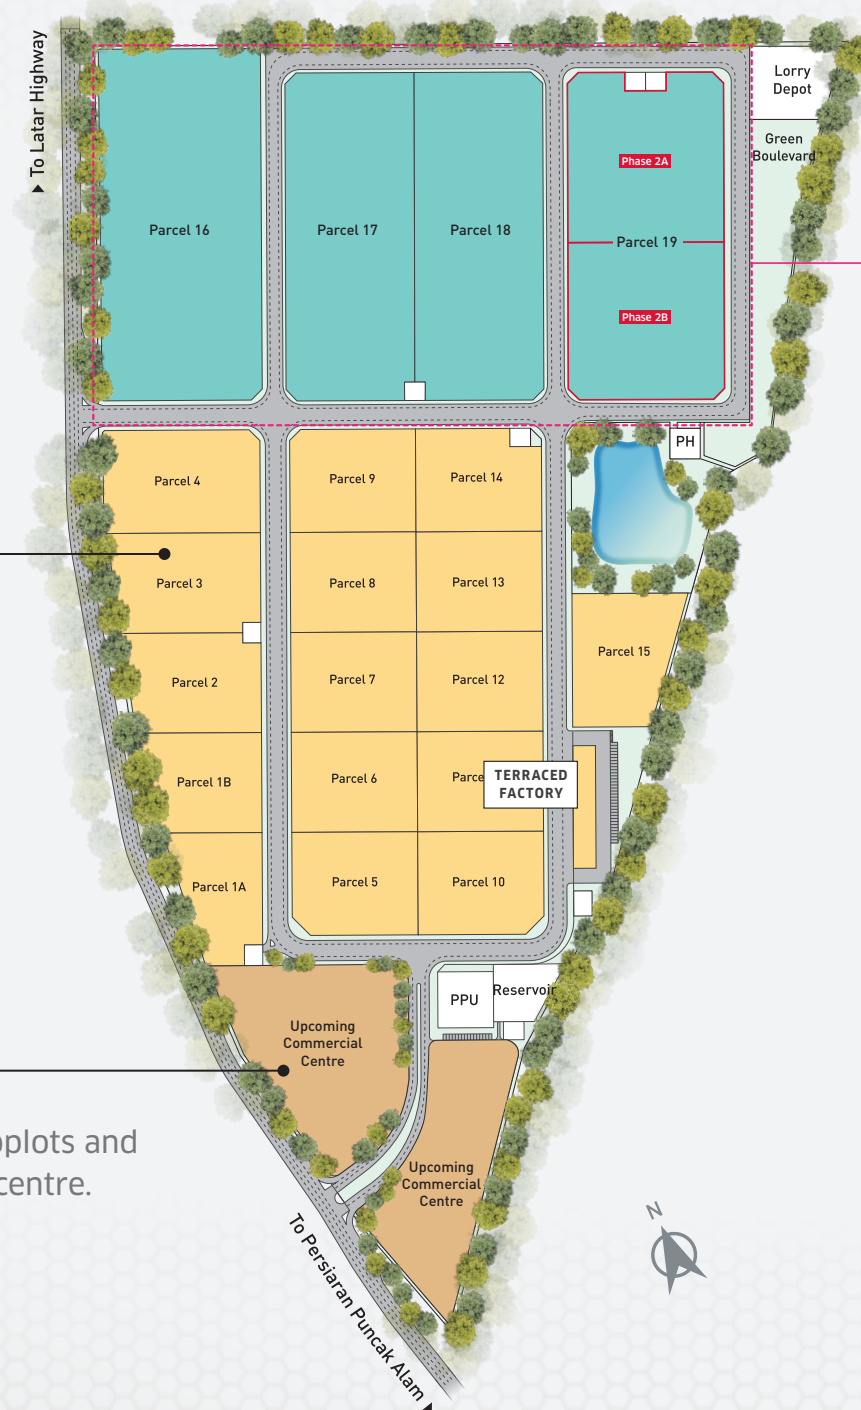 ▶ To Latar Highway
Lorry
Depot
Green
Boulevard
Parcel 16
Parcel 17
Parcel 18
Phase 2A
Parcel 19
Phase 2B
PH
Parcel 4
Parcel 9
Parcel 14
Parcel 3
Parcel 8
Parcel 13
Parcel 2
Parcel 7
Parcel 12
Parcel 15
Parcel 1B
Parcel 6
Parce
TERRACED
FACTORY
Parcel 1A
Parcel 5
Parcel 10
PPU
Reservoir
Upcoming
Commercial
Centre
plots and
centre.
Upcoming
Commercial
Centre
To Persiaran Puncak Alam ▶
N